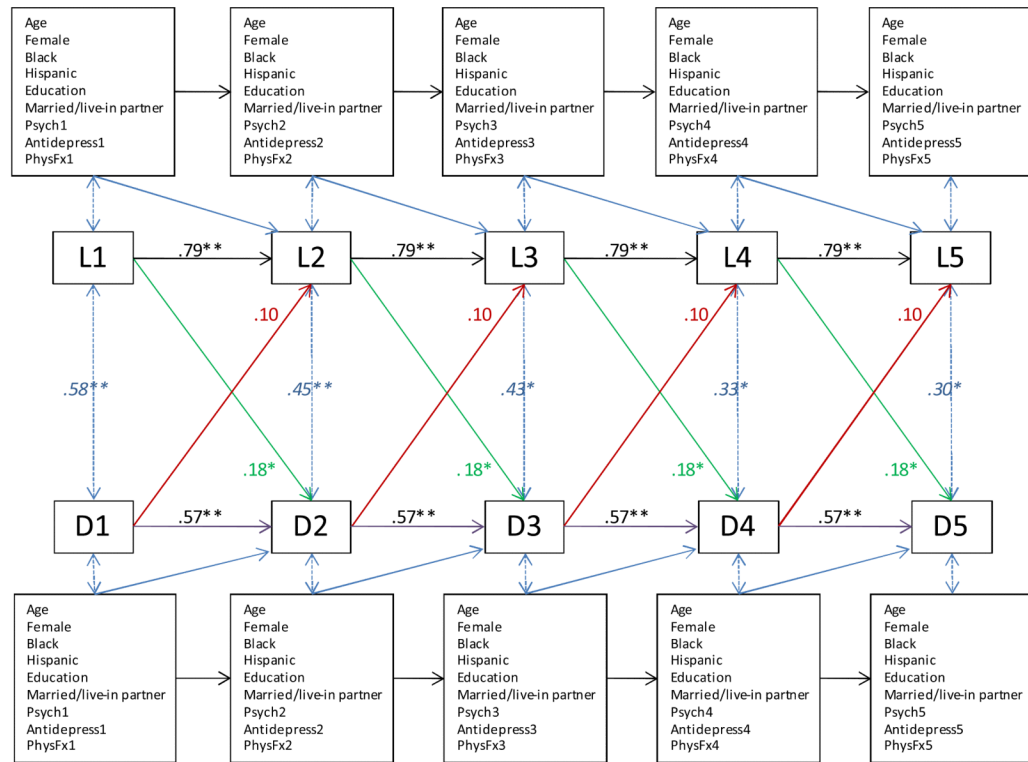 Age
Female
Black
Hispanic
Education
Married/live-in partner
Psych1
Antidepress1
PhysFx1
Age
Female
Black
Hispanic
Education
Married/live-in partner
Psych2
Antidepress2
PhysFx2
Age
Female
Black
Hispanic
Education
Married/live-in partner
Psych3
Antidepress3
PhysFx3
Age
Female
Black
Hispanic
Education
Married/live-in partner
Psych4
Antidepress4
PhysFx4
Age
Female
Black
Hispanic
Education
Married/live-in partner
Psych5
Antidepress5
PhysFx5
L1
.79**
L2
.79**
L3
.79**
L4
.79**
L5
.10
.10
.10
.10
.58**
.45**
.43*
.33*
.30*
.18*
.18*
.18*
.18*
D1
.57**
D2
.57**
D3
.57**
D4
.57**
D5
Age
Female
Black
Hispanic
Education
Married/live-in partner
Psych1
Antidepress1
PhysFx1
Age
Female
Black
Hispanic
Education
Married/live-in partner
Psych2
Antidepress2
PhysFx2
Age
Female
Black
Hispanic
Education
Married/live-in partner
Psych3
Antidepress3
PhysFx3
Age
Female
Black
Hispanic
Education
Married/live-in partner
Psych4
Antidepress4
PhysFx4
Age
Female
Black
Hispanic
Education
Married/live-in partner
Psych5
Antidepress5
PhysFx5